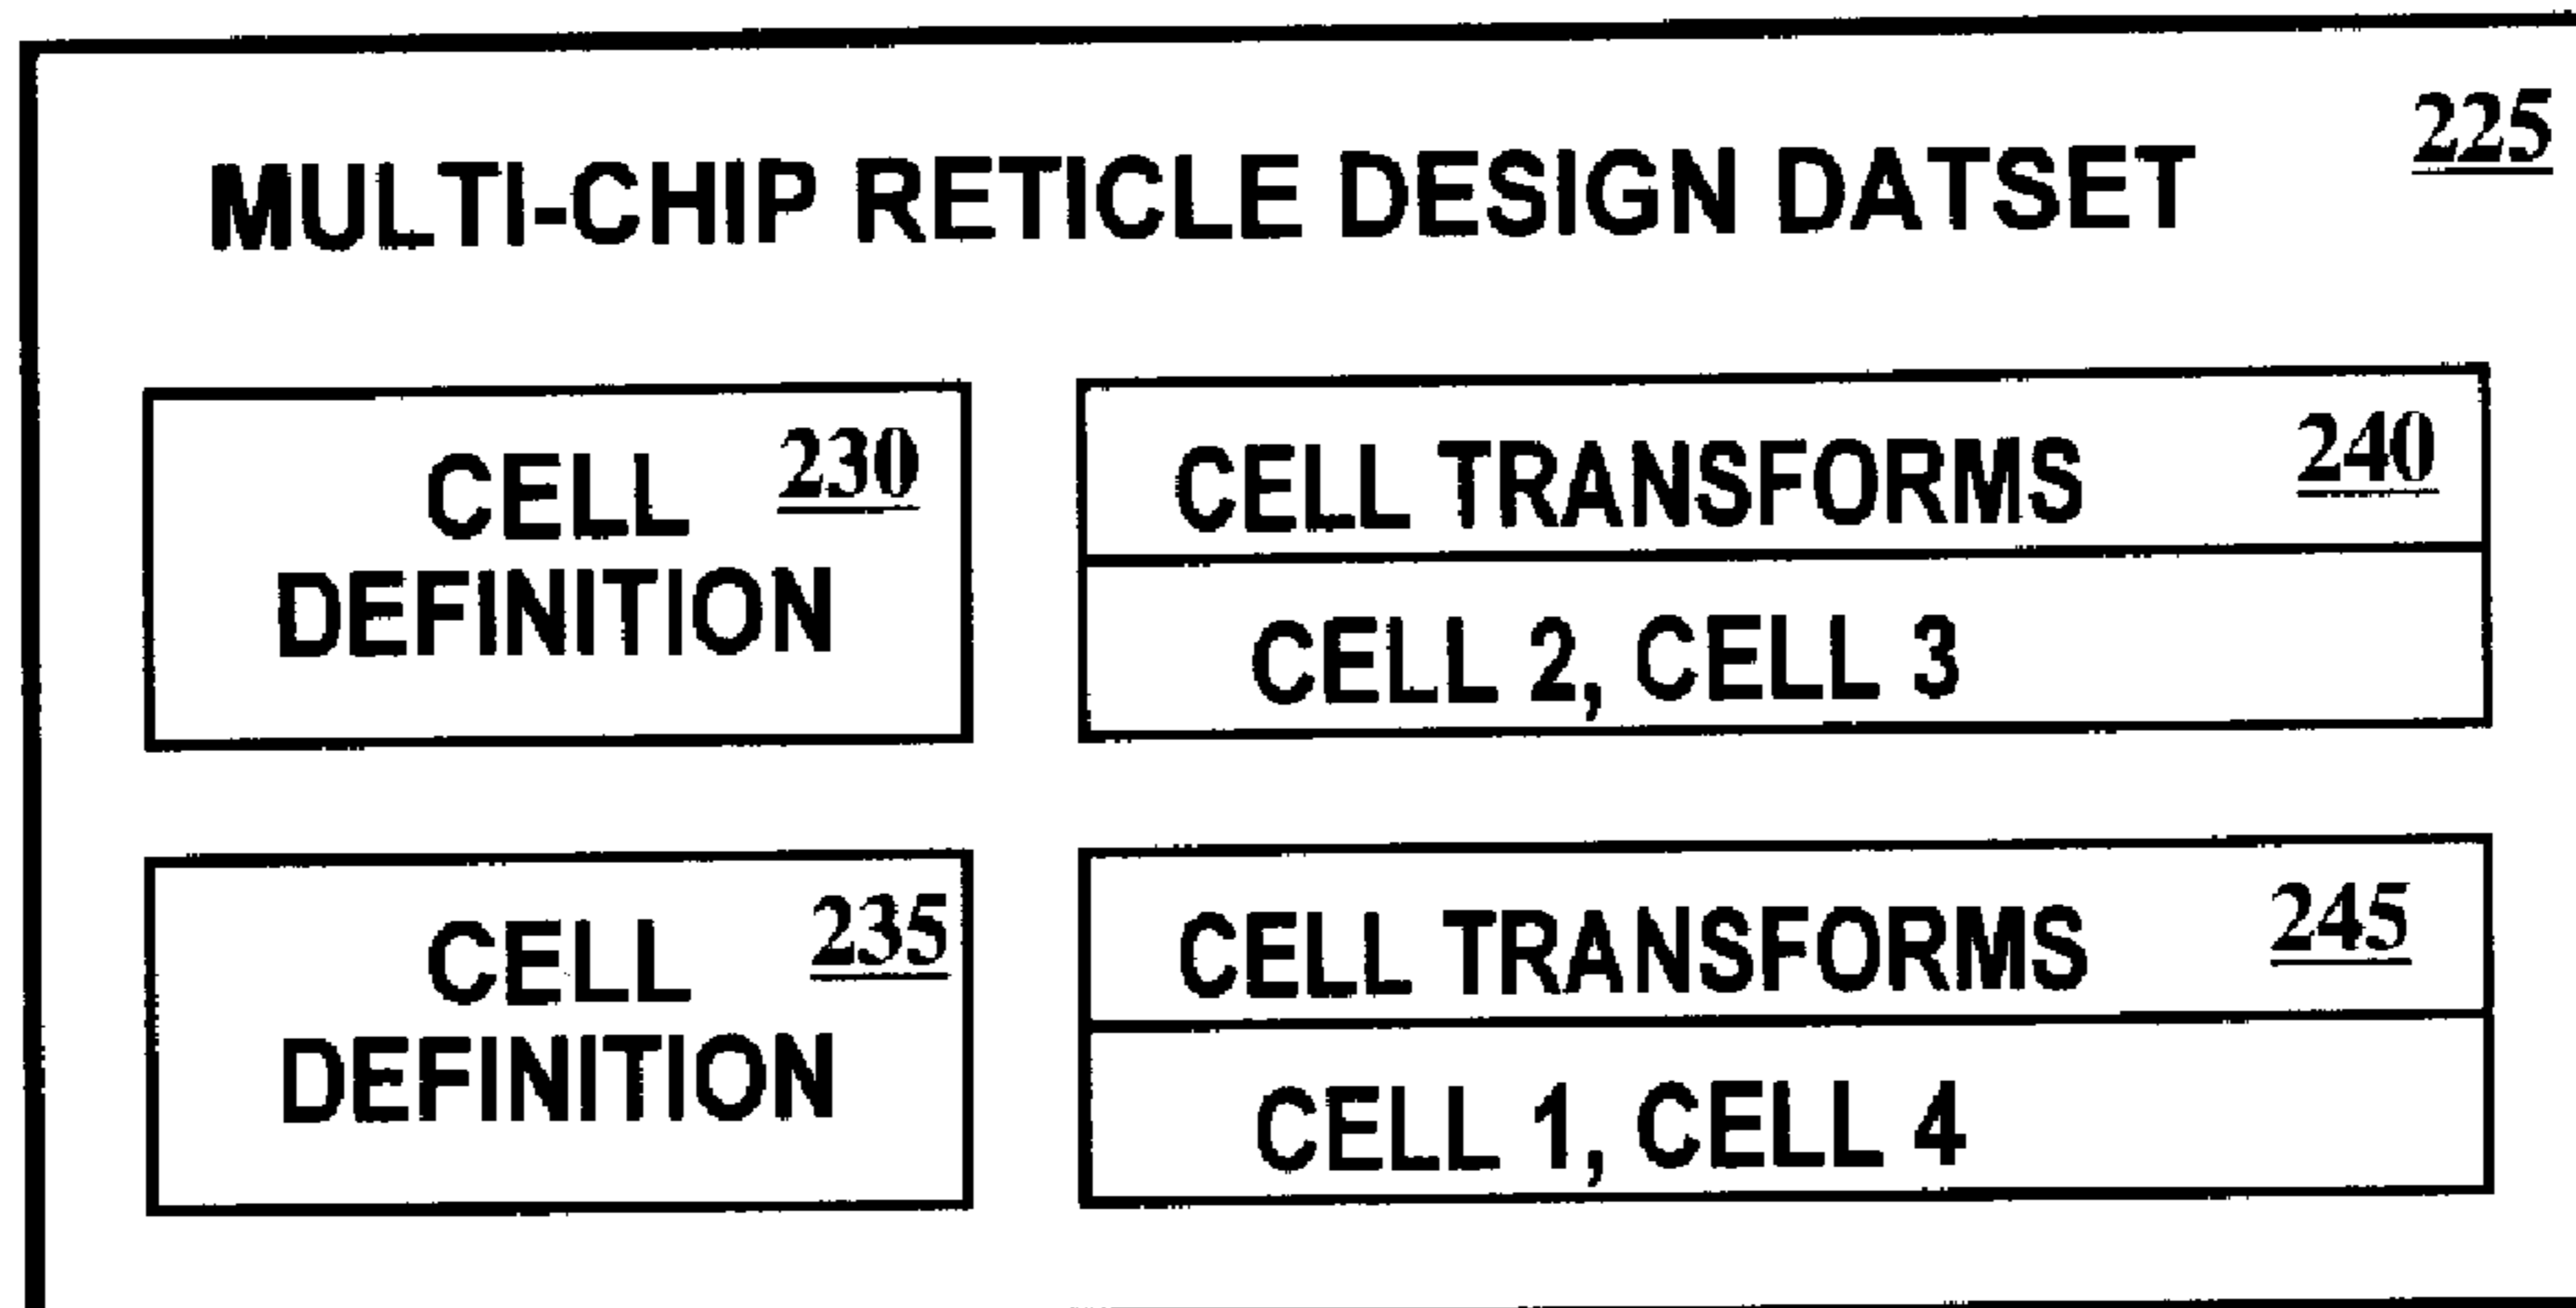 225
MULTI-CHIP RETICLE DESIGN DATSET
CELL 230
DEFINITION
CELL TRANSFORMS 240
CELL 2, CELL 3
CELL 235
DEFINITION
CELL TRANSFORMS 245
CELL 1, CELL 4